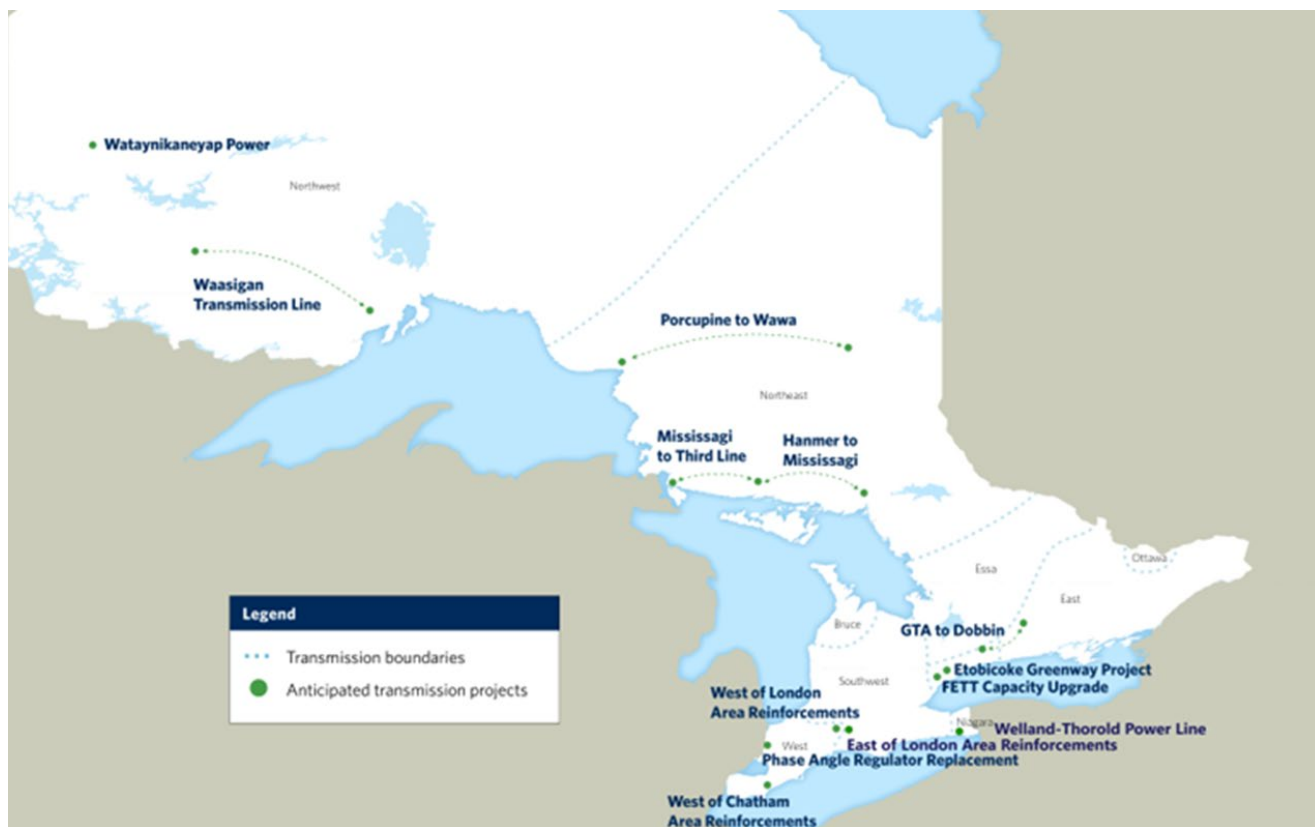 Wataynikaneyap Power
Northwest
Waasigan
Transmission Line
Porcupine to Wawa
Northeast
Mississagi
to Third Line
Hanmer to
Mississagi
Ottawa
Essa
East
Bruce
GTA to Dobbin
Etobicoke Greenway Project
FETT Capacity Upgrade
Southwest
West of London
Area Reinforcements
Niagara
Welland-Thorold Power Line
West
East of London Area Reinforcements
Phase Angle Regulator Replacement
West of Chatham
Area Reinforcements
Legend
Transmission boundaries
Anticipated transmission projects